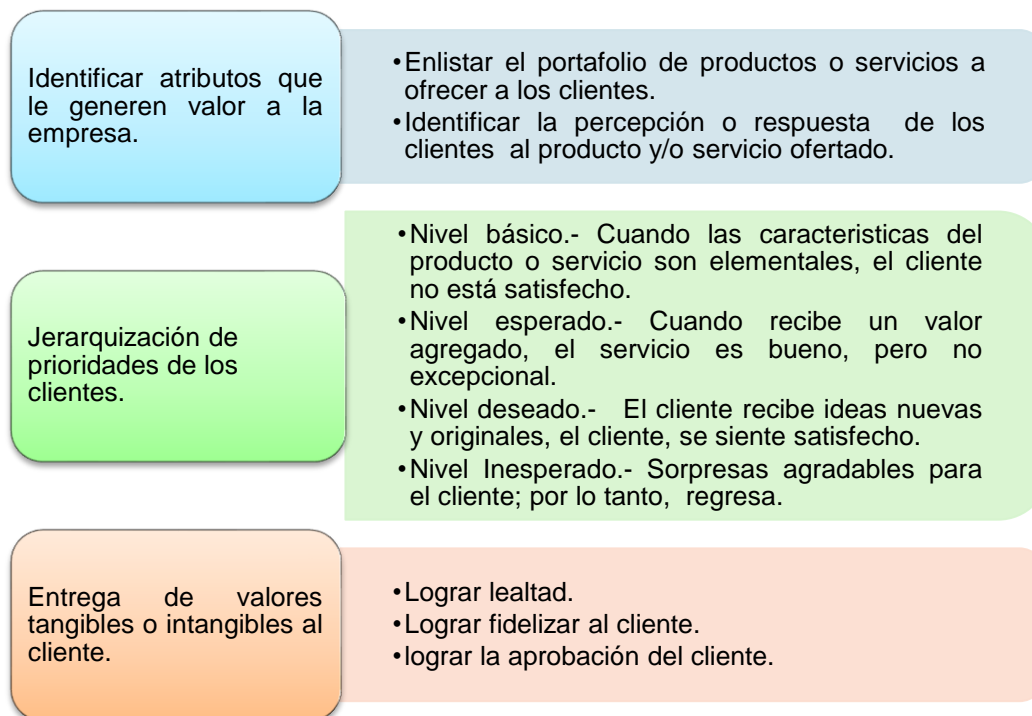 Identificar atributos que
le generen valor a la
empresa.
•Enlistar el portafolio de productos o servicios a
ofrecer a los clientes.
•Identificar la percepción o respuesta de los
clientes al producto y/o servicio ofertado.
Jerarquización de
prioridades de los
clientes.
•Nivel básico.- Cuando las caracteristicas del
producto o servicio son elementales, el cliente
no está satisfecho.
•Nivel esperado.- Cuando recibe un valor
agregado, el servicio es bueno, pero no
excepcional.
•Nivel deseado.- El cliente recibe ideas nuevas
y originales, el cliente, se siente satisfecho.
•Nivel Inesperado.- Sorpresas agradables para
el cliente; por lo tanto, regresa.
Entrega de valores
tangibles o intangibles al
cliente.
•Lograr lealtad.
•Lograr fidelizar al cliente.
•lograr la aprobación del cliente.